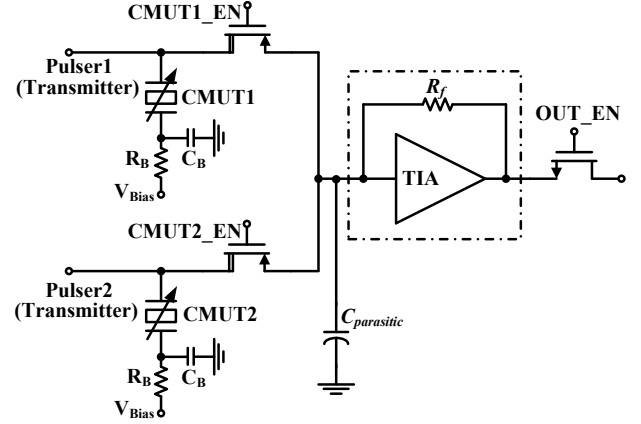 CMUT1_EN
Pulser1
(Transmitter)
CMUT1
R_B
C_B
V_Bias
R_f
OUT_EN
TIA
CMUT2_EN
Pulser2
(Transmitter)
CMUT2
C_parasitic
R_B
C_B
V_Bias